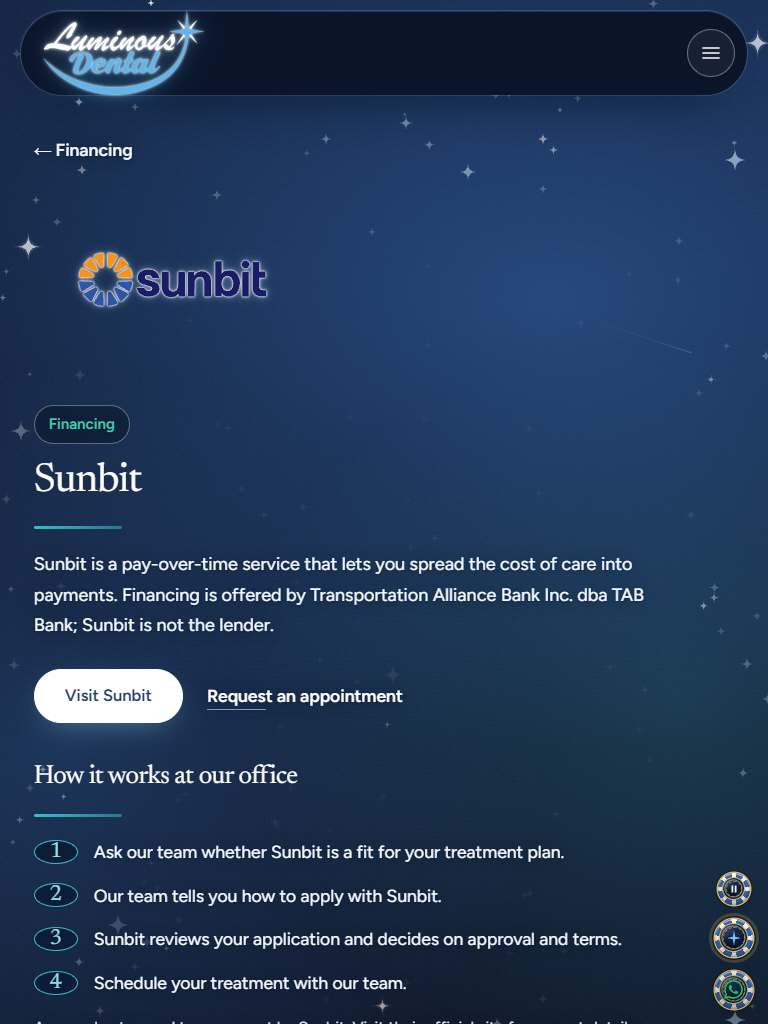 Luminous
Dental
← Financing
sunbit
Financing
Sunbit
Sunbit is a pay-over-time service that lets you spread the cost of care into
payments. Financing is offered by Transportation Alliance Bank Inc. dba TAB
Bank; Sunbit is not the lender.
Visit Sunbit
Request an appointment
How it works at our office
1 Ask our team whether Sunbit is a fit for your treatment plan.
2 Our team tells you how to apply with Sunbit.
3 Sunbit reviews your application and decides on approval and terms.
4 Schedule your treatment with our team.